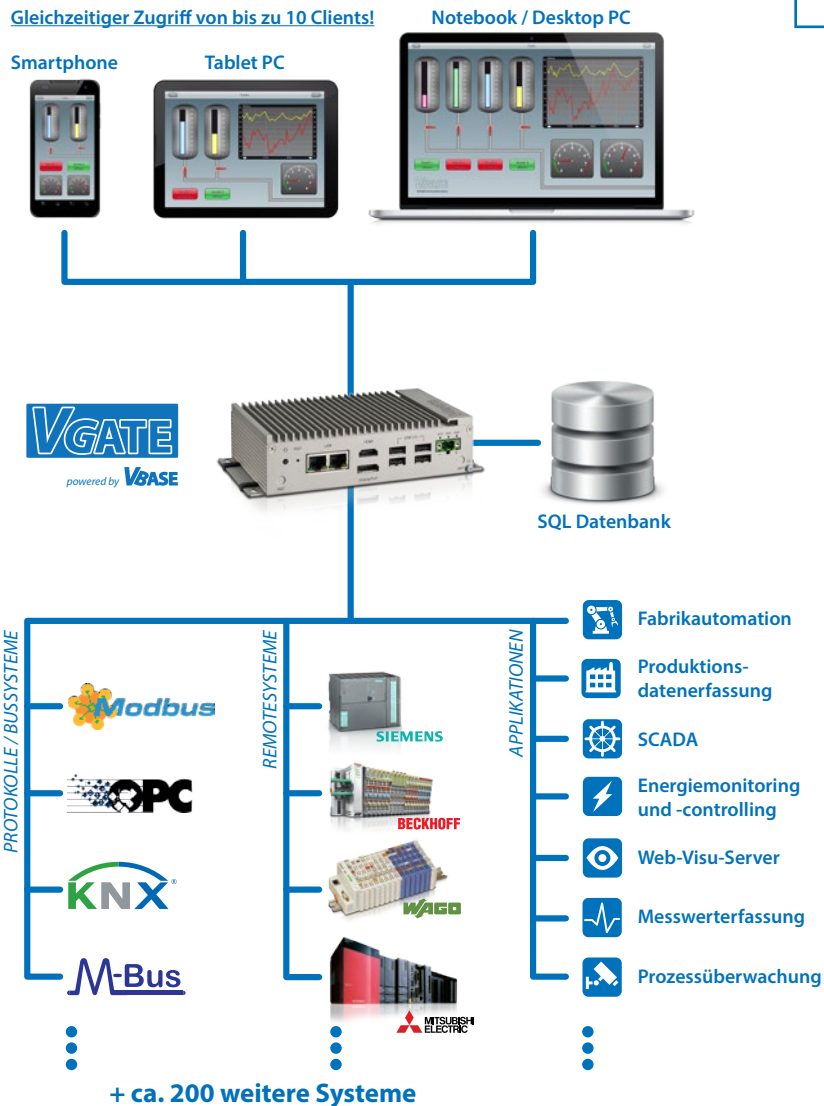 Gleichzeitiger Zugriff von bis zu 10 Clients!
Notebook / Desktop PC
Smartphone
Tablet PC
VGATE
powered by VBASE
SQL Datenbank
PROTOKOLLE / BUSSYSTEME
Modbus
OPC
KNX®
M-Bus
REMOTESYSTEME
SIEMENS
BECKHOFF
WAGO
MITSUBISHI
ELECTRIC
APPLIKATIONEN
Fabrikautomation
Produktions-
datenerfassung
SCADA
Energiemonitoring
und -controlling
Web-Visu-Server
Messwerterfassung
Prozessüberwachung
+ ca. 200 weitere Systeme